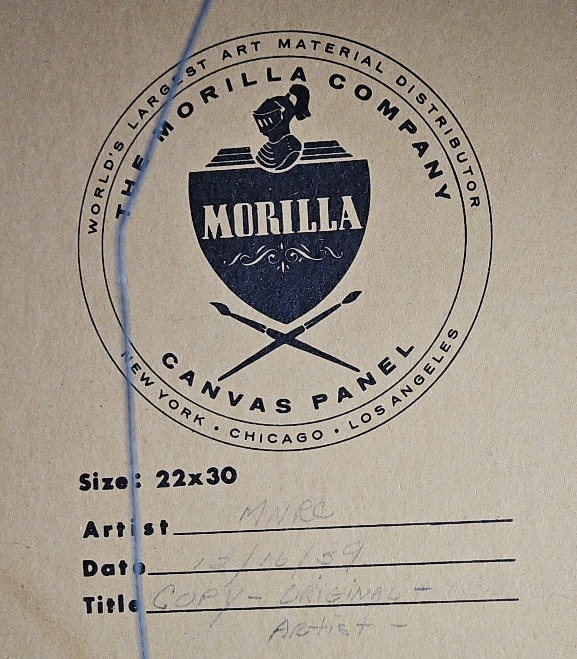 WORLD'S LARGEST ART MATERIAL DISTRIBUTOR
THE MORILLA COMPANY
MORILLA
CANVAS PANEL
NEW YORK • CHICAGO • LOS ANGELES
Size: 22x30
Artist MNRC
Date 12/16/59
Title COPY - ORIGINAL -
ARtist -